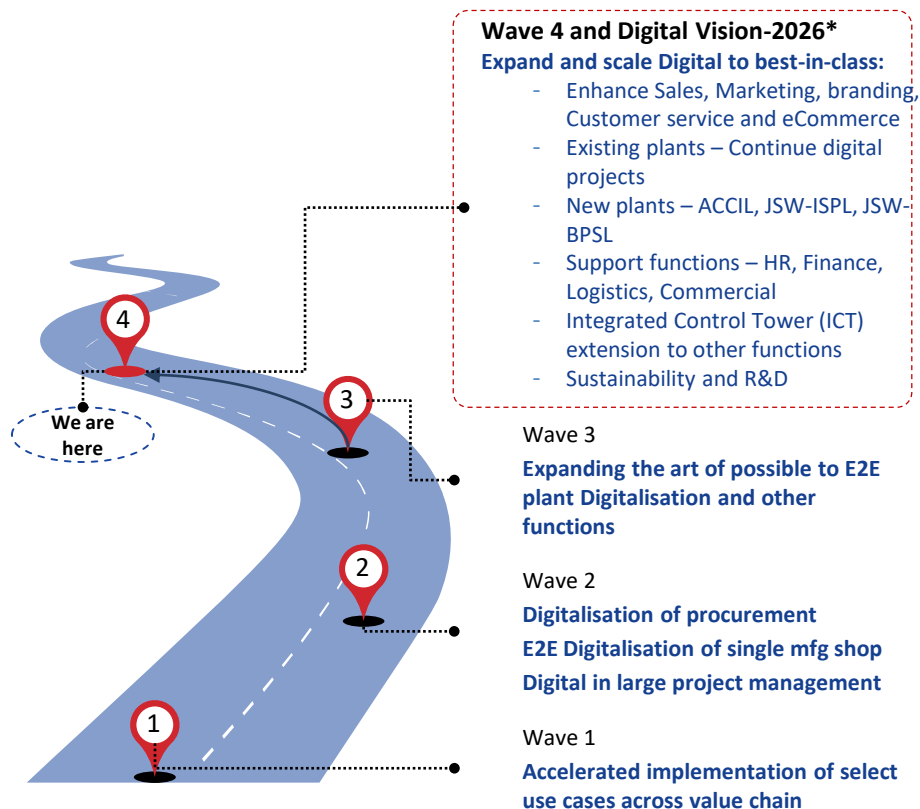 Wave 4 and Digital Vision-2026*
Expand and scale Digital to best-in-class:
- Enhance Sales, Marketing, branding,
Customer service and eCommerce
- Existing plants – Continue digital
projects
- New plants – ACCIL, JSW-ISPL, JSW-
BPSL
- Support functions – HR, Finance,
Logistics, Commercial
- Integrated Control Tower (ICT)
extension to other functions
- Sustainability and R&D
4
3
We are
here
Wave 3
Expanding the art of possible to E2E
plant Digitalisation and other
functions
2
Wave 2
Digitalisation of procurement
E2E Digitalisation of single mfg shop
Digital in large project management
1
Wave 1
Accelerated implementation of select
use cases across value chain